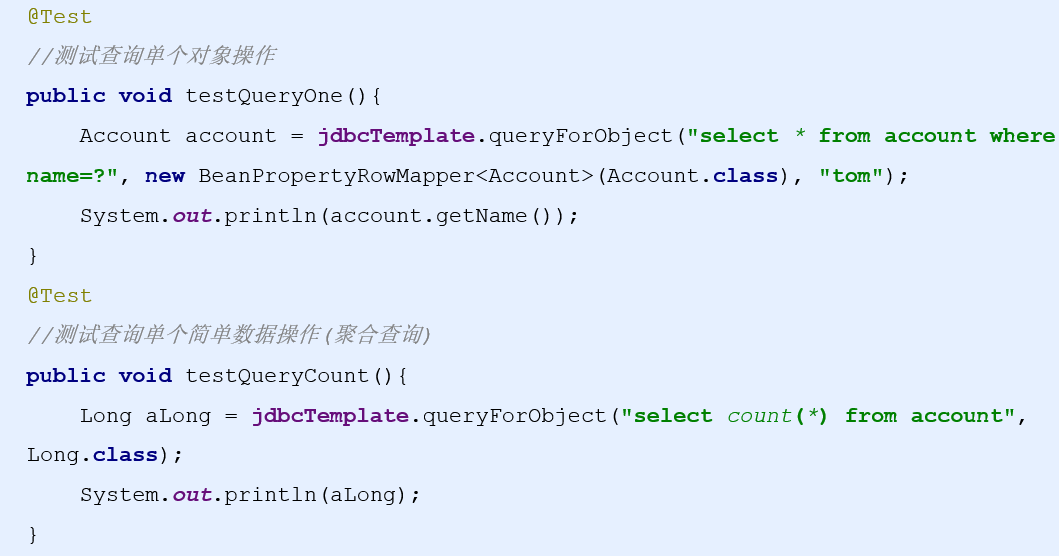 @Test
//测试查询单个对象操作
public void testQueryOne(){
    Account account = jdbcTemplate.queryForObject("select * from account where
name=?", new BeanPropertyRowMapper<Account>(Account.class), "tom");
    System.out.println(account.getName());
}
@Test
//测试查询单个简单数据操作(聚合查询)
public void testQueryCount(){
    Long aLong = jdbcTemplate.queryForObject("select count(*) from account",
Long.class);
    System.out.println(aLong);
}